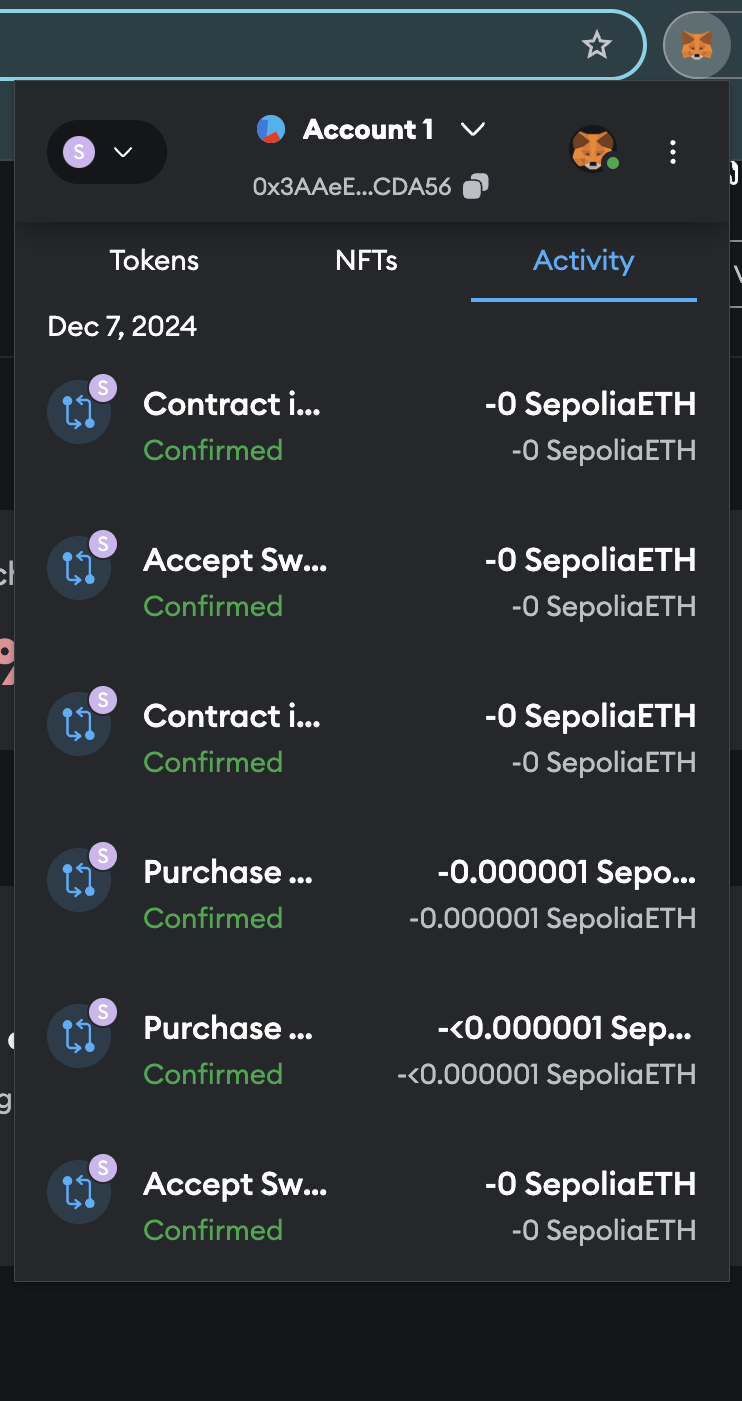 S
Account 1
0x3AAeE...CDA56
Tokens NFTs Activity
Dec 7, 2024
S
Contract i... -0 SepoliaETH
Confirmed -0 SepoliaETH
S
Accept Sw... -0 SepoliaETH
Confirmed -0 SepoliaETH
S
Contract i... -0 SepoliaETH
Confirmed -0 SepoliaETH
S
Purchase ... -0.000001 Sepo...
Confirmed -0.000001 SepoliaETH
S
Purchase ... -<0.000001 Sep...
Confirmed -<0.000001 SepoliaETH
S
Accept Sw... -0 SepoliaETH
Confirmed -0 SepoliaETH